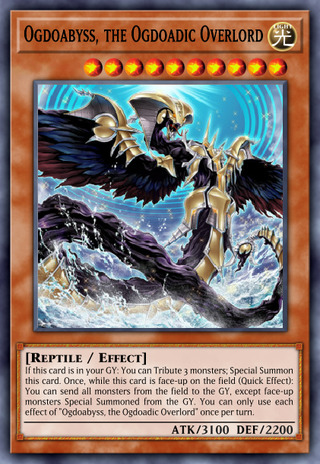 Ogdoabyss, the Ogdoadic Overlord
LIGHT
光
[Reptile / Effect]
If this card is in your GY: You can Tribute 3 monsters; Special Summon
this card. Once, while this card is face-up on the field (Quick Effect):
You can send all monsters from the field to the GY, except face-up
monsters Special Summoned from the GY. You can only use each
effect of "Ogdoabyss, the Ogdoadic Overlord" once per turn.
ATK/3100 DEF/2200